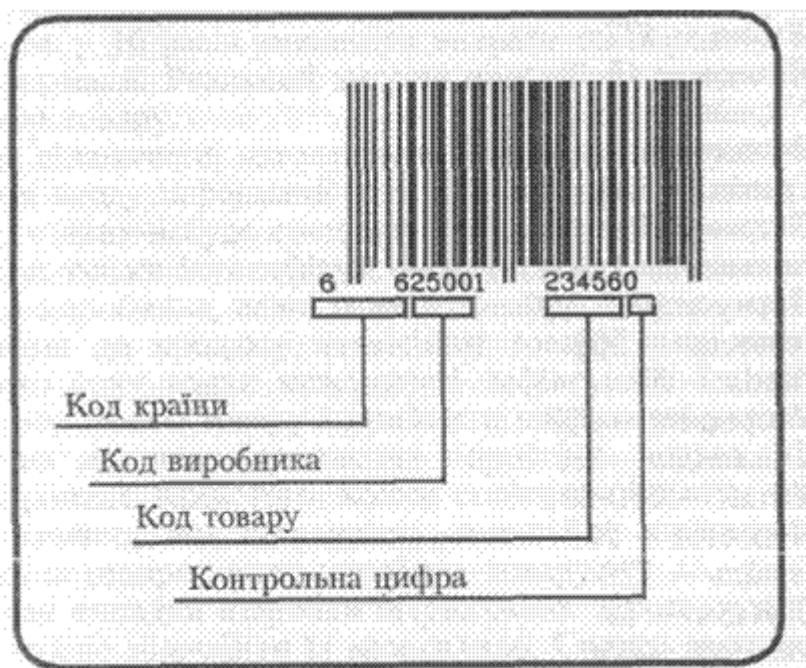 6 625001 234560
Код країни
Код виробника
Код товару
Контрольна цифра